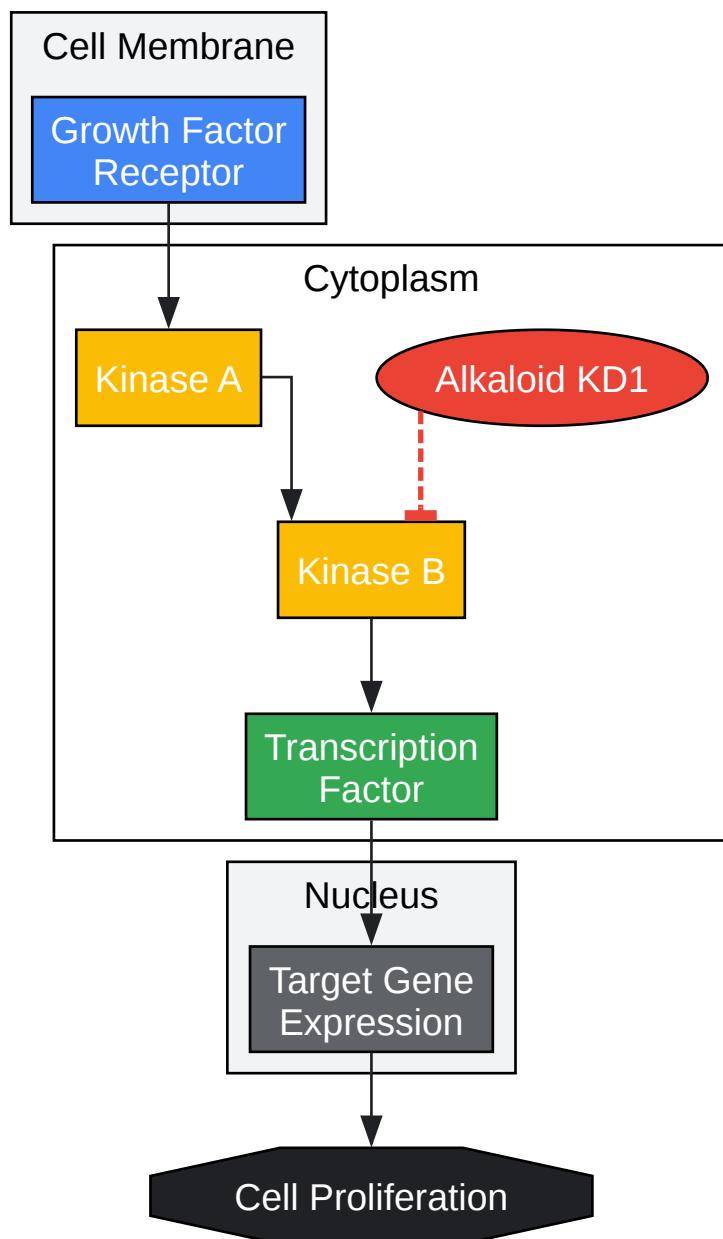 Cell Membrane
Growth Factor
Receptor
Cytoplasm
Kinase A
Alkaloid KD1
Kinase B
Transcription
Factor
Nucleus
Target Gene
Expression
Cell Proliferation